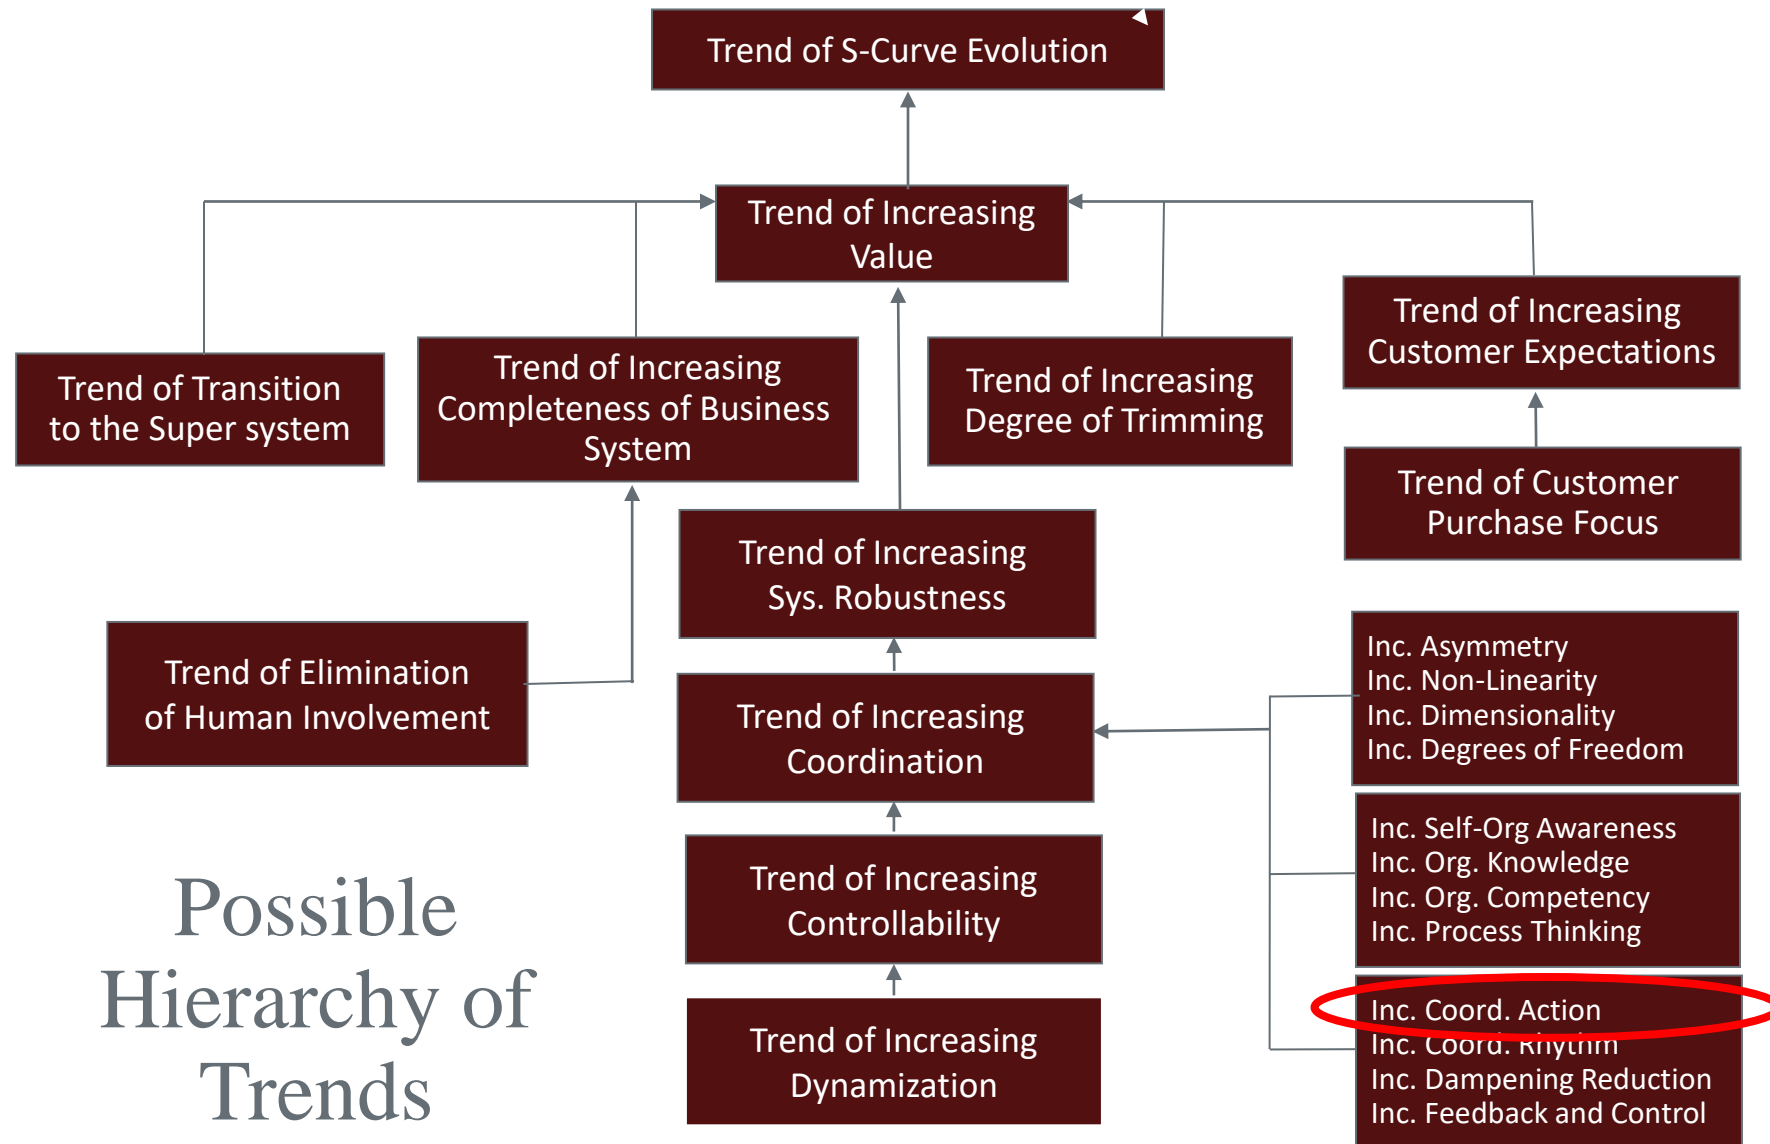 Trend of S-Curve Evolution
Trend of Increasing
Value
Trend of Increasing
Customer Expectations
Trend of Transition
to the Super system
Trend of Increasing
Completeness of Business
System
Trend of Increasing
Degree of Trimming
Trend of Customer
Purchase Focus
Trend of Increasing
Sys. Robustness
Trend of Elimination
of Human Involvement
Trend of Increasing
Coordination
Inc. Asymmetry
Inc. Non-Linearity
Inc. Dimensionality
Inc. Degrees of Freedom
Trend of Increasing
Controllability
Inc. Self-Org Awareness
Inc. Org. Knowledge
Inc. Org. Competency
Inc. Process Thinking
Possible
Hierarchy of
Trends
Trend of Increasing
Dynamization
Inc. Coord. Action
Inc. Coord. Rhythm
Inc. Dampening Reduction
Inc. Feedback and Control